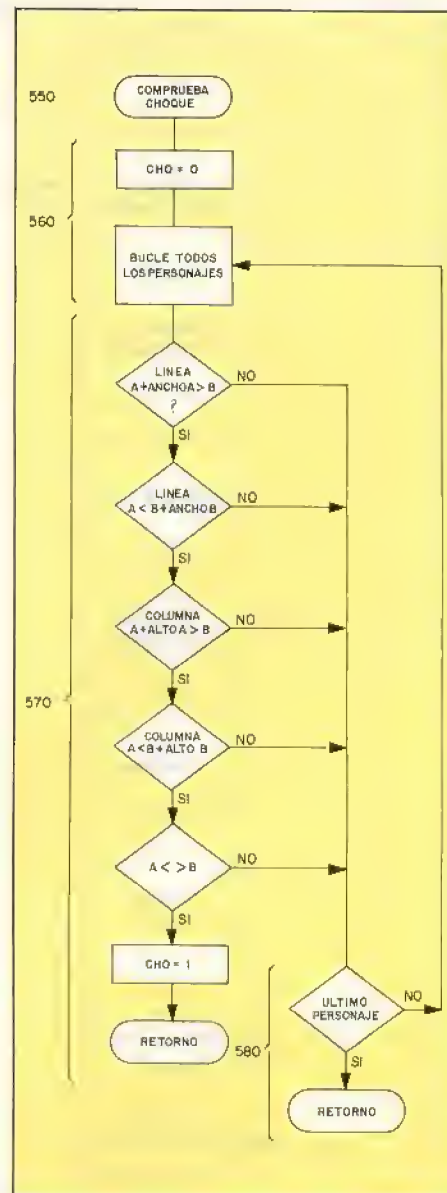 550
COMPRUEBA
CHOQUE
CHO = 0
560
BUCLE TODOS
LOS PERSONAJES
LINEA
A+ANCHOA > B
?
NO
SI
LINEA
A < B+ANCHO B
NO
SI
COLUMNA
A+ALTO A > B
NO
SI
570
COLUMNA
A<B+ALTO B
NO
SI
A < > B
NO
SI
CHO = 1
RETORNO
580
ULTIMO
PERSONAJE
NO
SI
RETORNO